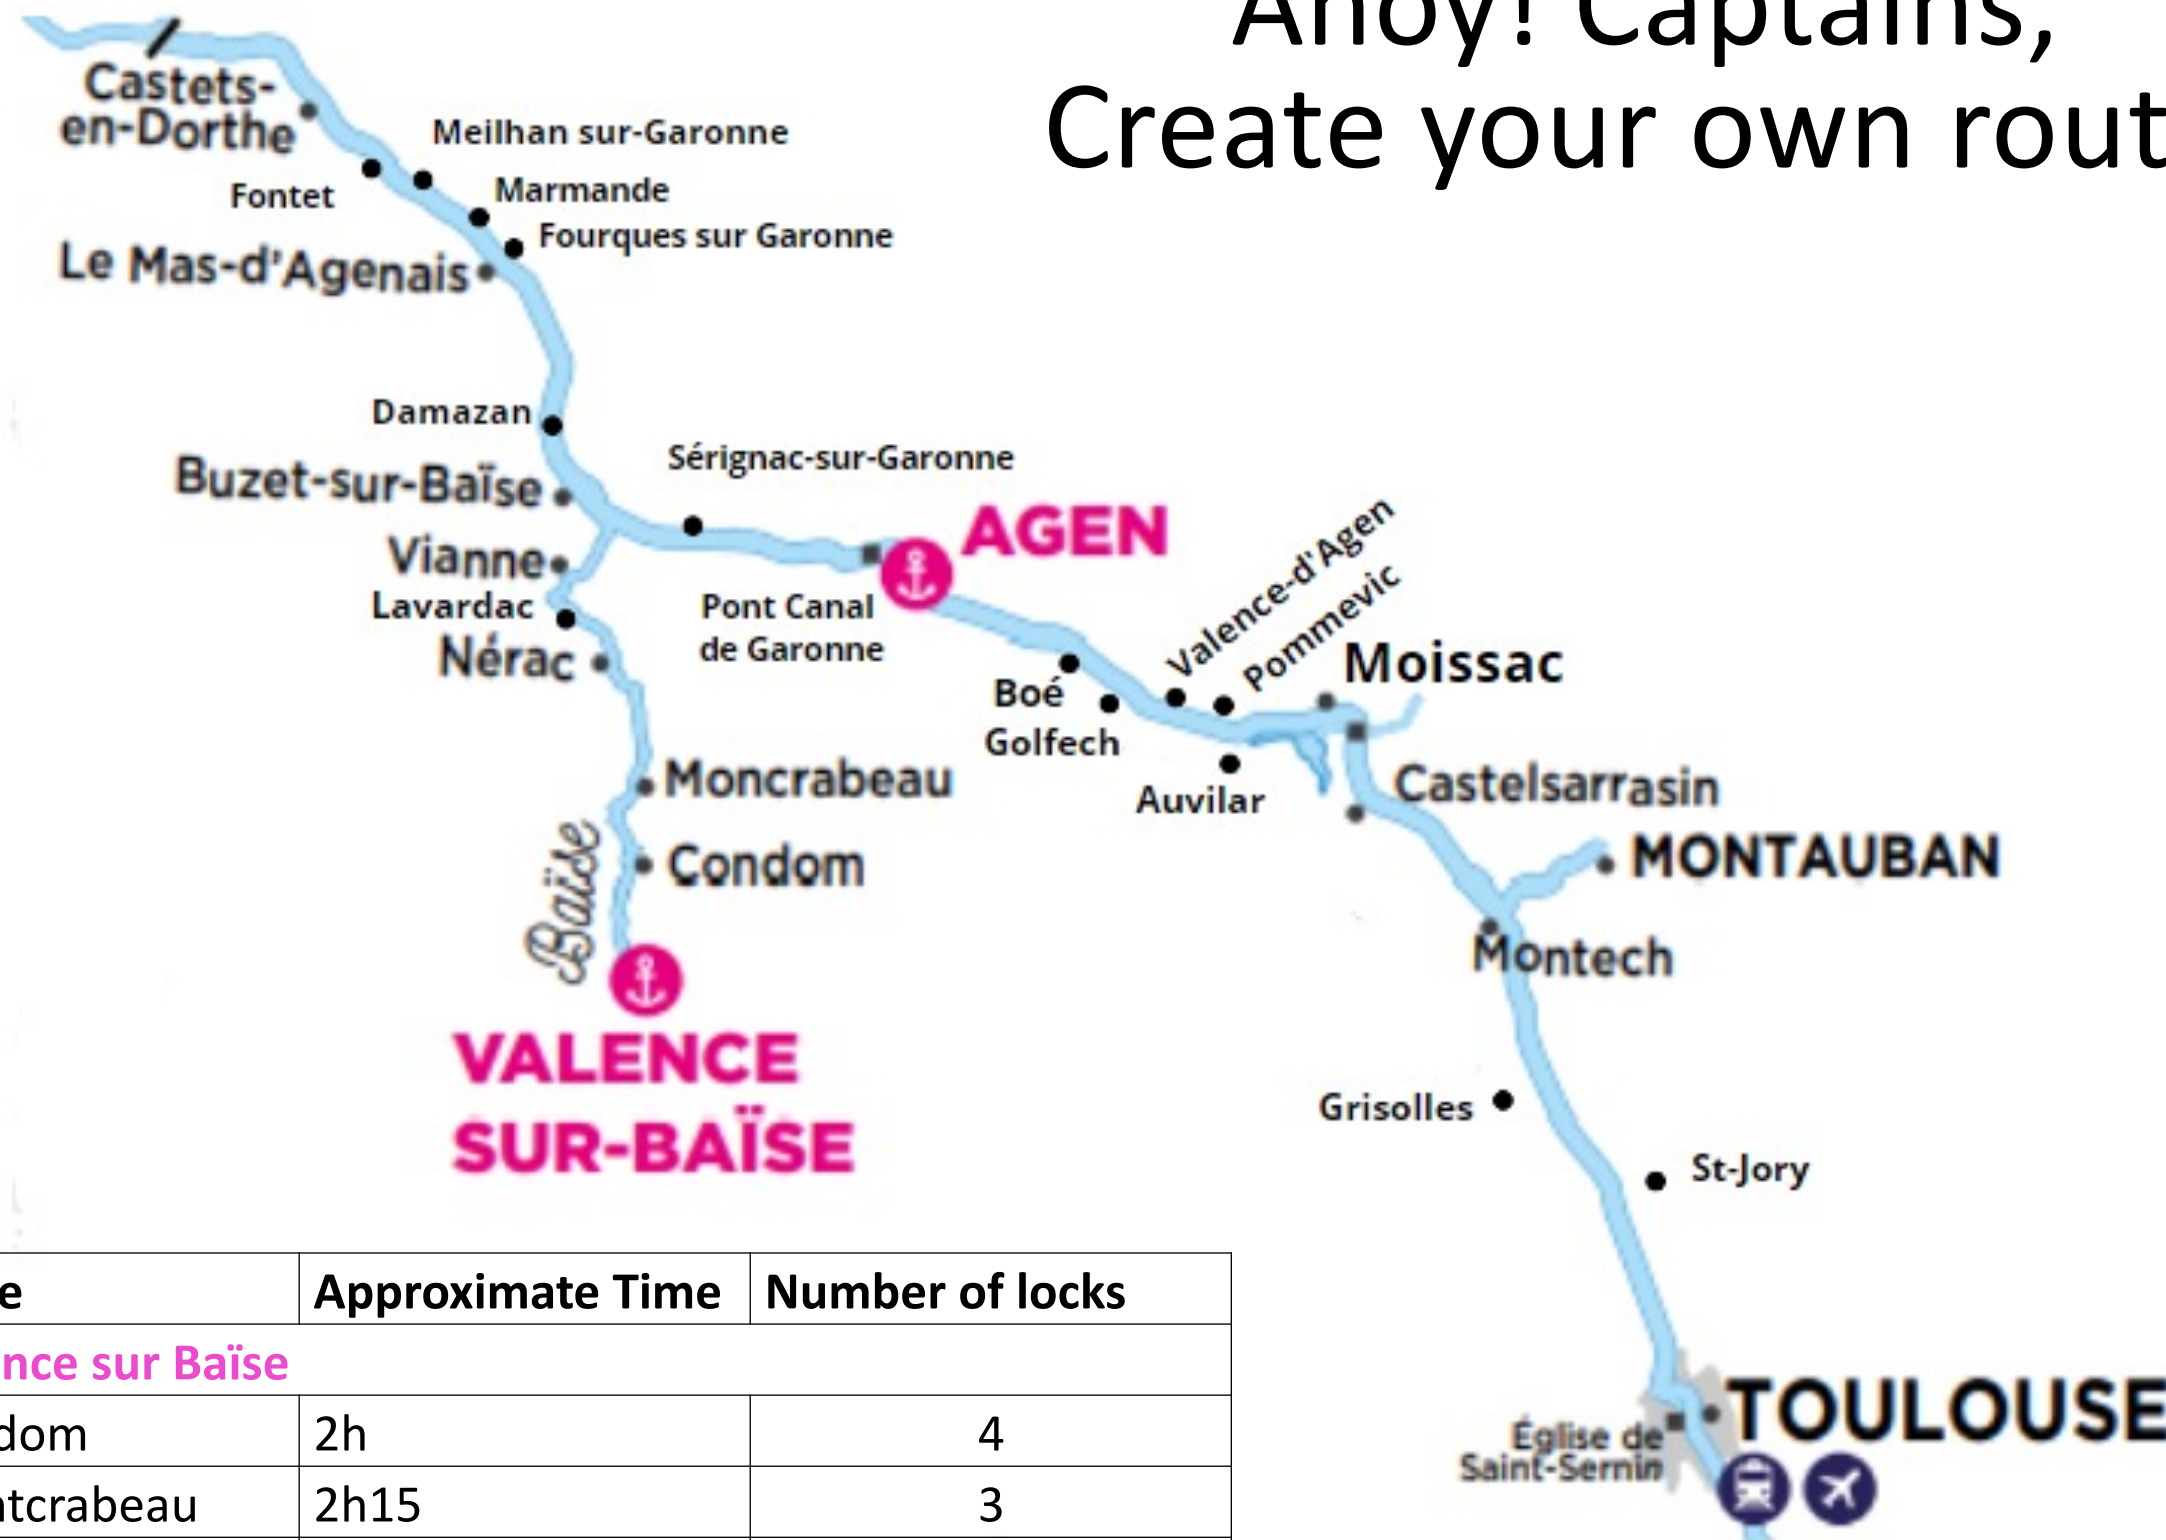 Ahoy! Captains,
Create your own rout
Castets-
en-Dorthe
Meilhan sur-Garonne
Fontet
Marmande
Fourques sur Garonne
Le Mas-d'Agenais
Damazan
Sérignac-sur-Garonne
Buzet-sur-Baïse
AGEN
Vianne
Lavardac
Pont Canal
de Garonne
Nérac
Valence-d'Agen
Pommevic
Moissac
Boé
Golfech
Auvilar
Moncrabeau
Castelsarrasin
Condom
MONTAUBAN
Baïse
Montech
VALENCE
SUR-BAÏSE
Grisolles
St-Jory
TOULOUSE
Église de
Saint-Sernin
e Approximate Time Number of locks
nce sur Baïse
dom 2h 4
ntcrabeau 2h15 3